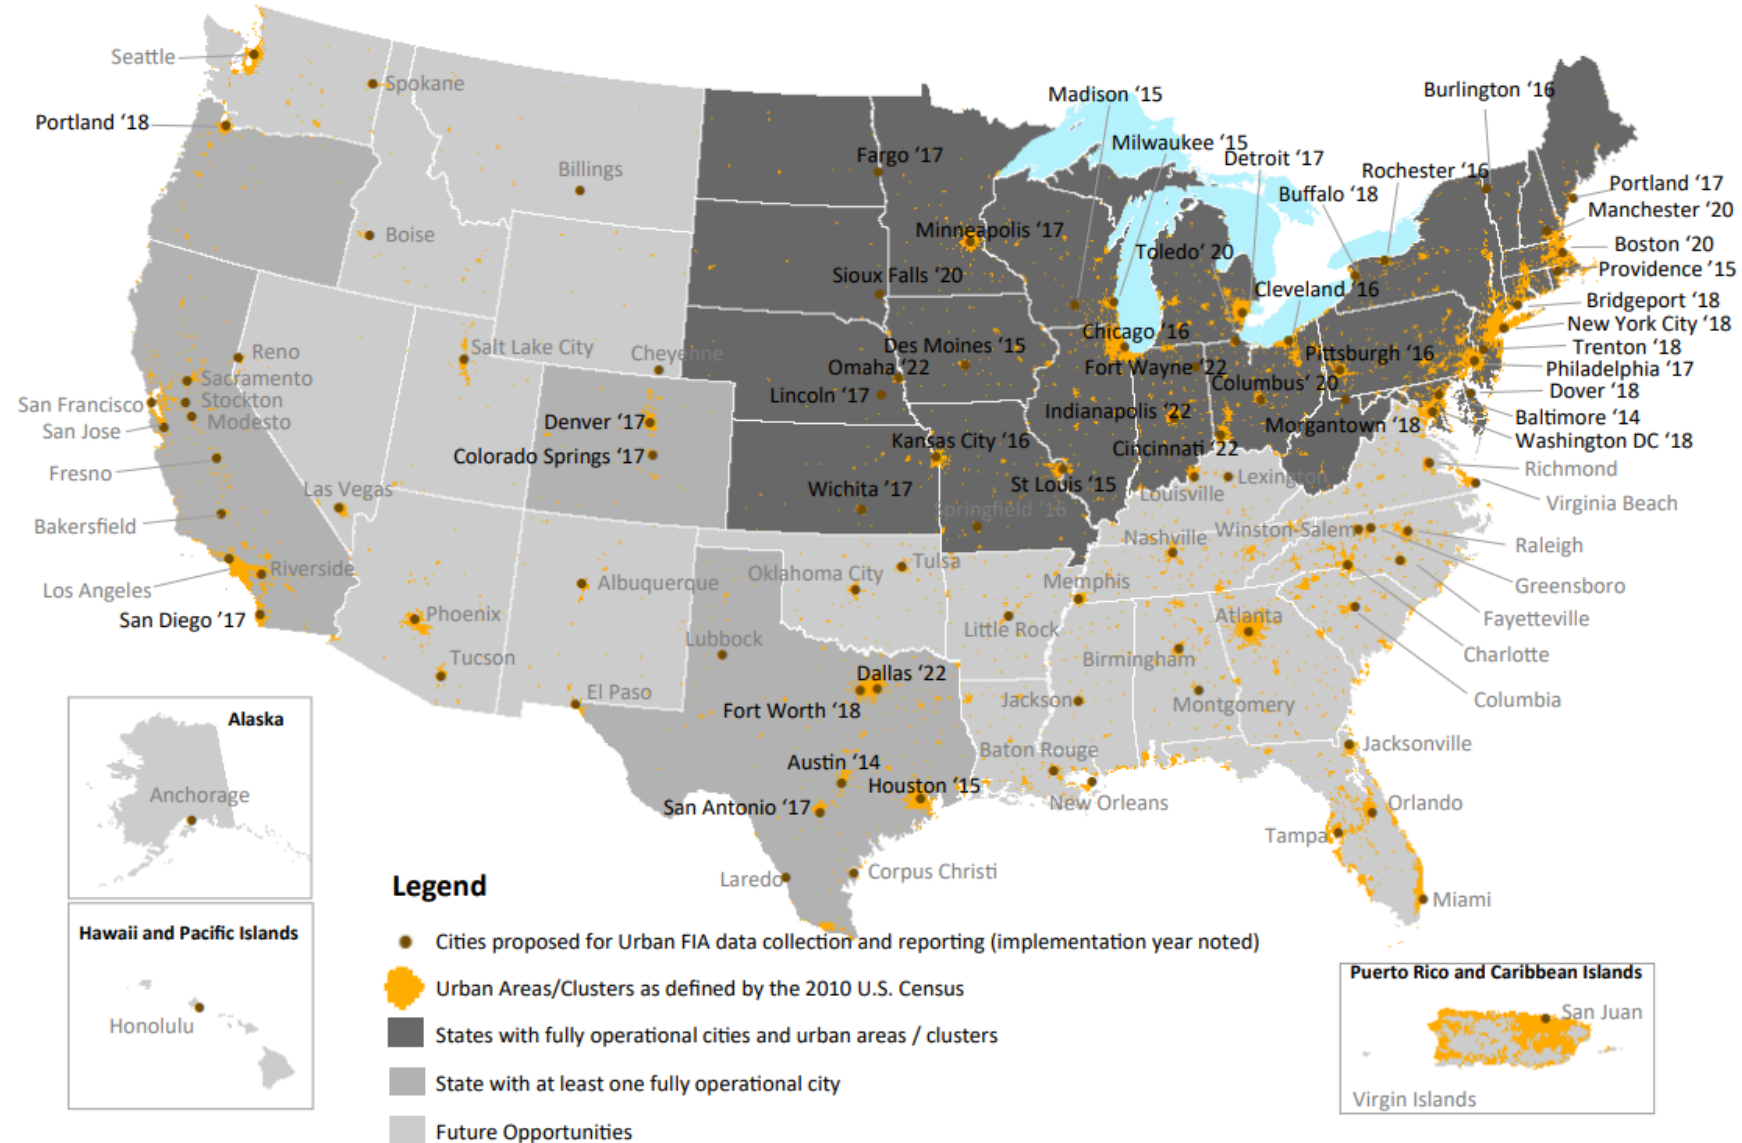 Seattle
Spokane
Portland ‘18
Billings
Boise
Reno
Sacramento
San Francisco
Stockton
San Jose
Modesto
Fresno
Las Vegas
Bakersfield
Riverside
Los Angeles
San Diego ‘17
Salt Lake City
Cheyenne
Denver ‘17
Colorado Springs ‘17
Albuquerque
Phoenix
Tucson
El Paso
Lubbock
Fargo ‘17
Minneapolis ‘17
Sioux Falls ‘20
Des Moines ‘15
Omaha ‘22
Lincoln ‘17
Kansas City ‘16
Wichita ‘17
St Louis ‘15
Springfield ‘16
Madison ‘15
Milwaukee ‘15
Detroit ‘17
Toledo‘ 20
Chicago ‘16
Fort Wayne ‘22
Columbus‘ 20
Indianapolis ‘22
Cincinnati ‘22
Cleveland ‘16
Pittsburgh ‘16
Morgantown ‘18
Burlington ‘16
Rochester ‘16
Buffalo ‘18
Portland ‘17
Manchester ‘20
Boston ‘20
Providence ’15
Bridgeport ‘18
New York City ‘18
Trenton ‘18
Philadelphia ‘17
Dover ‘18
Baltimore ‘14
Washington DC ‘18
Richmond
Virginia Beach
Lexington
Louisville
Nashville
Winston-Salem
Raleigh
Greensboro
Fayetteville
Charlotte
Columbia
Memphis
Tulsa
Oklahoma City
Little Rock
Atlanta
Birmingham
Jackson
Montgomery
Dallas ‘22
Fort Worth ‘18
Austin ‘14
Houston ‘15
San Antonio ‘17
Baton Rouge
New Orleans
Laredo
Corpus Christi
Jacksonville
Orlando
Tampa
Miami
Alaska
Anchorage
Hawaii and Pacific Islands
Honolulu
Legend
Cities proposed for Urban FIA data collection and reporting (implementation year noted)
Urban Areas/Clusters as defined by the 2010 U.S. Census
States with fully operational cities and urban areas / clusters
State with at least one fully operational city
Future Opportunities
Puerto Rico and Caribbean Islands
San Juan
Virgin Islands